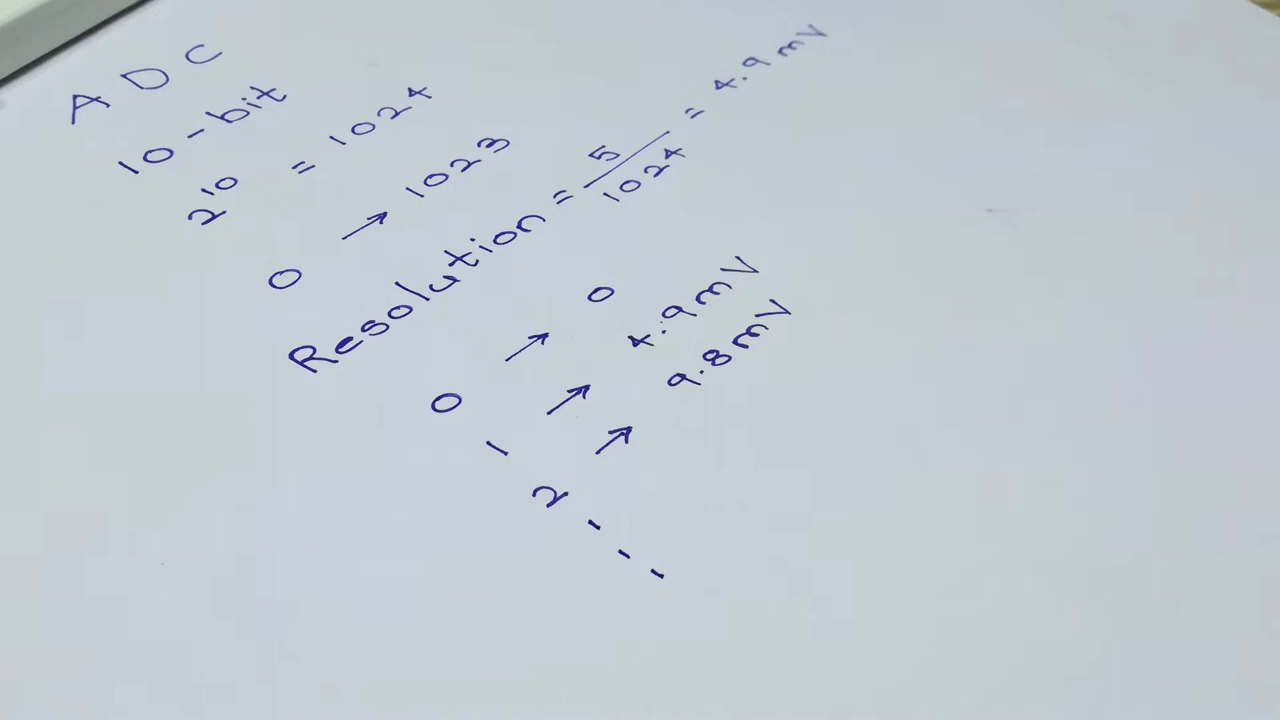 ADC
10-bit
2¹⁰ = 1024
0 → 1023
Resolution = 5/1024 = 4.9mV
0 → 0
1 → 4.9mV
2 → 9.8mV
. . .